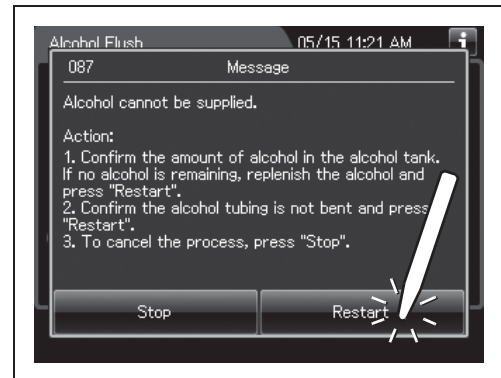 Alcohol Flush 05/15 11:21 AM i
087 Message
Alcohol cannot be supplied.
Action:
1. Confirm the amount of alcohol in the alcohol tank.
If no alcohol is remaining, replenish the alcohol and
press "Restart".
2. Confirm the alcohol tubing is not bent and press
"Restart".
3. To cancel the process, press "Stop".
Stop Restart